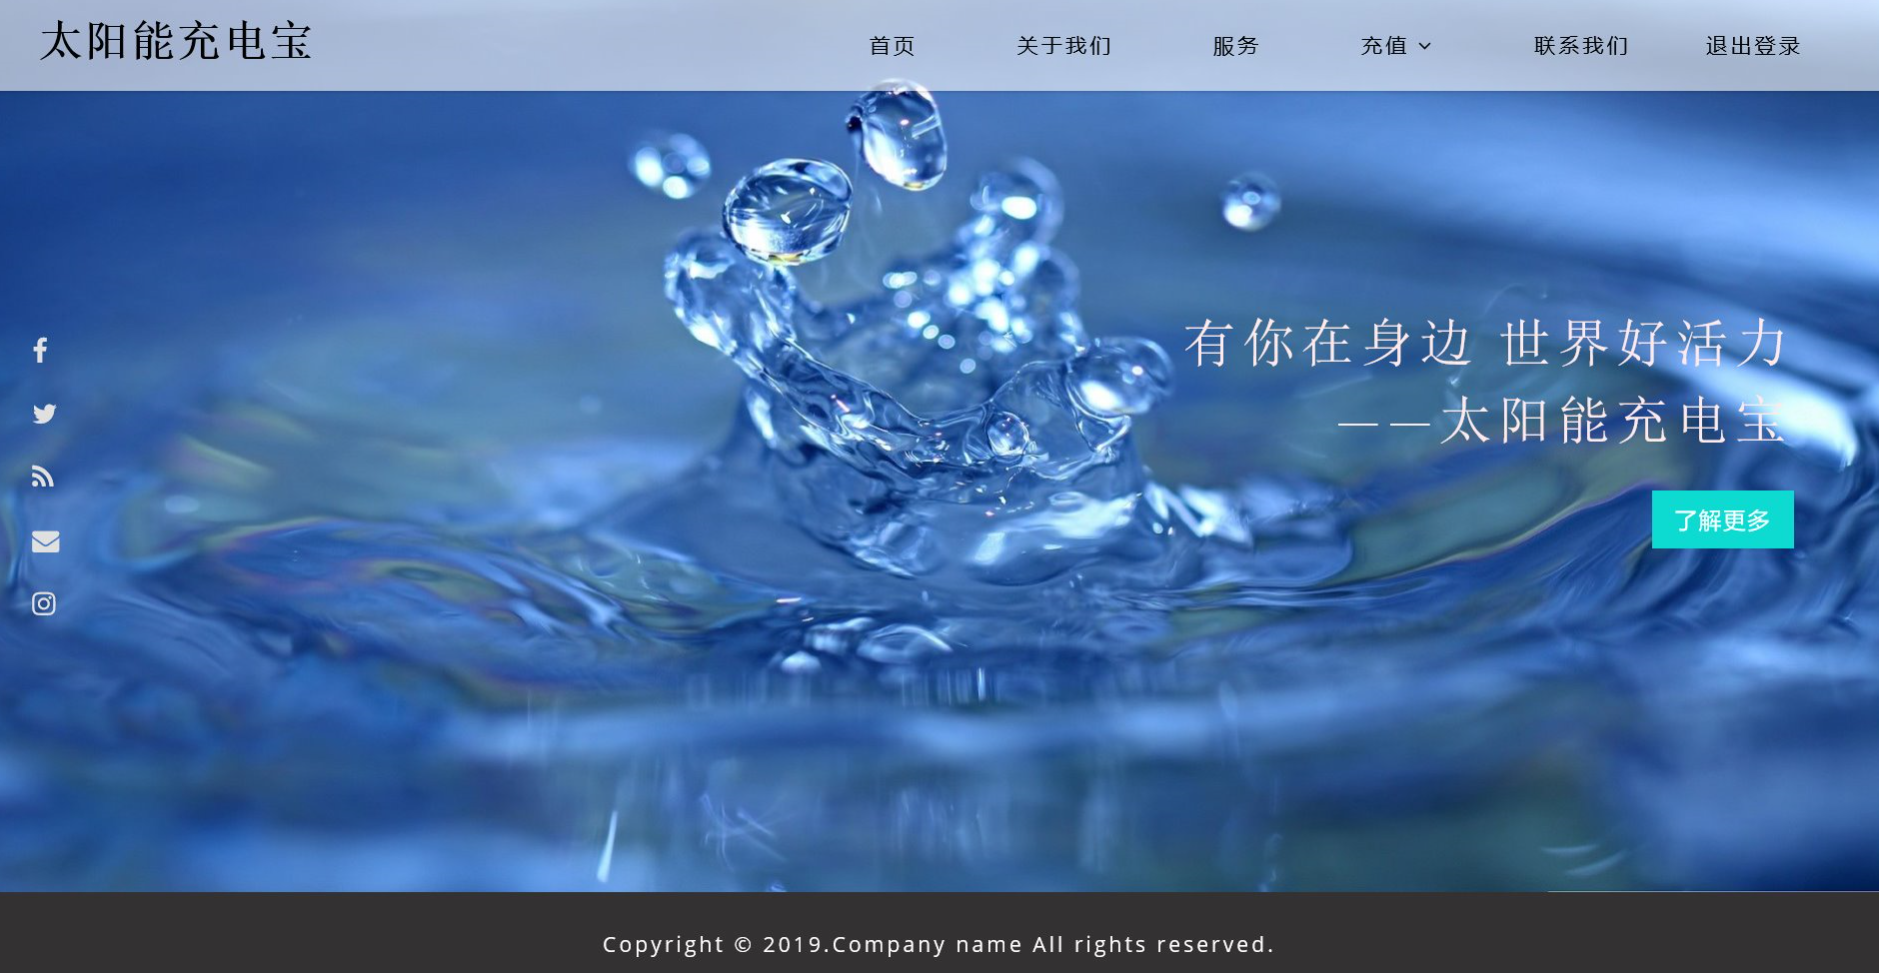 太阳能充电宝
首页 关于我们 服务 充值 联系我们 退出登录
有你在身边 世界好活力
——太阳能充电宝
了解更多
Copyright © 2019.Company name All rights reserved.